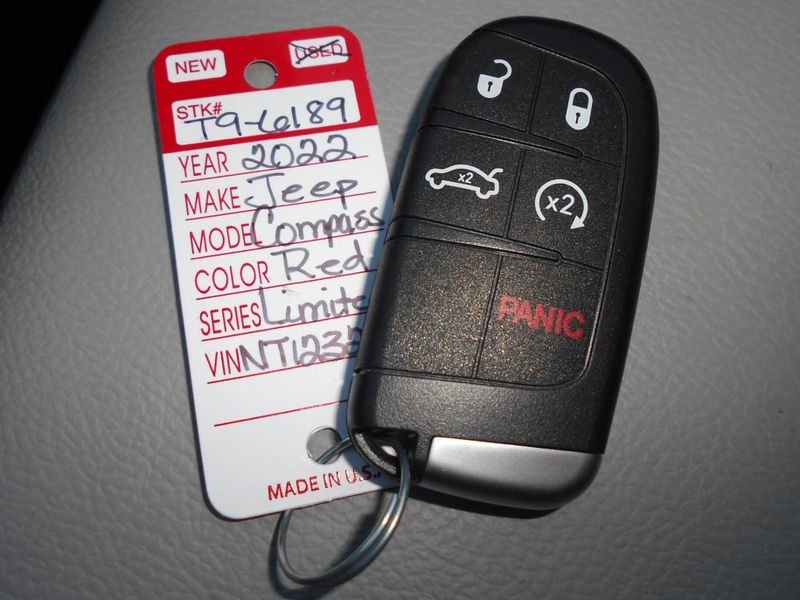 NEW USED
STK# T9-6189
YEAR 2022
MAKE Jeep
MODEL Compass
COLOR Red
SERIES Limite
VIN NT1232
MADE IN U.S.
x2
x2
PANIC